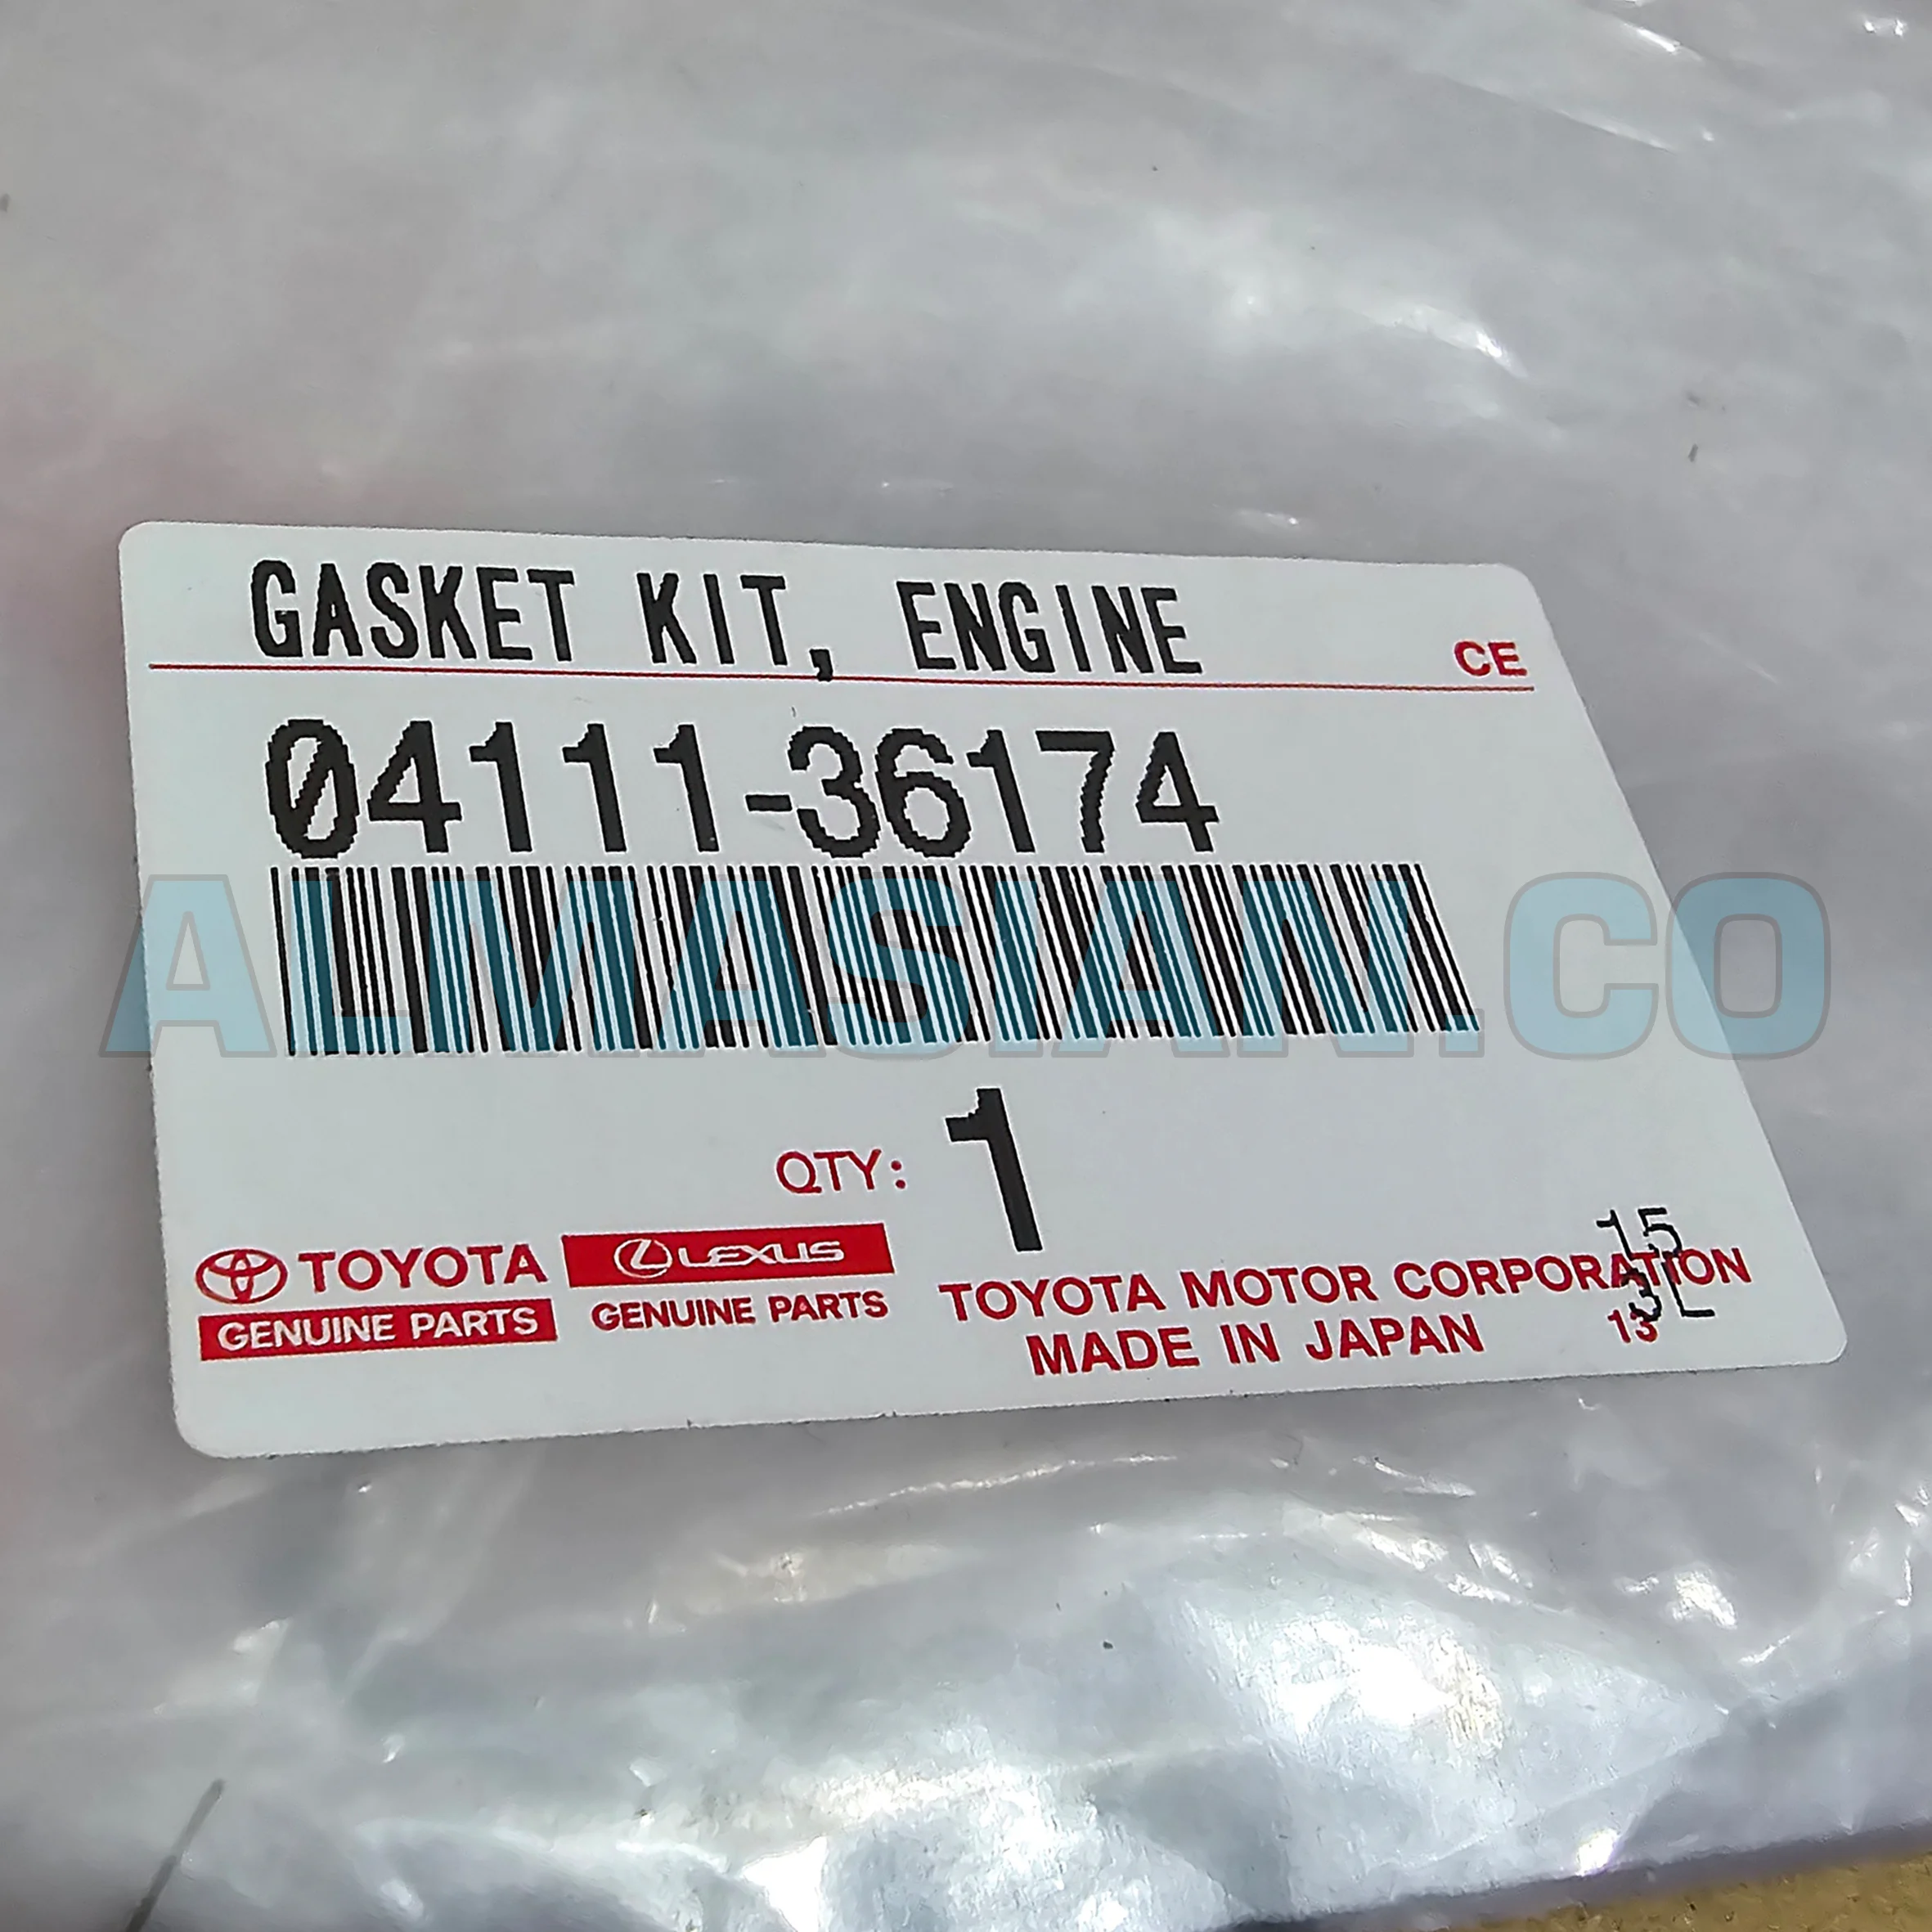 GASKET KIT, ENGINE
CE
04111-36174
ALMASIAN.CO
QTY: 1
TOYOTA
GENUINE PARTS
LEXUS
GENUINE PARTS
15
3L
TOYOTA MOTOR CORPORATION
MADE IN JAPAN
13